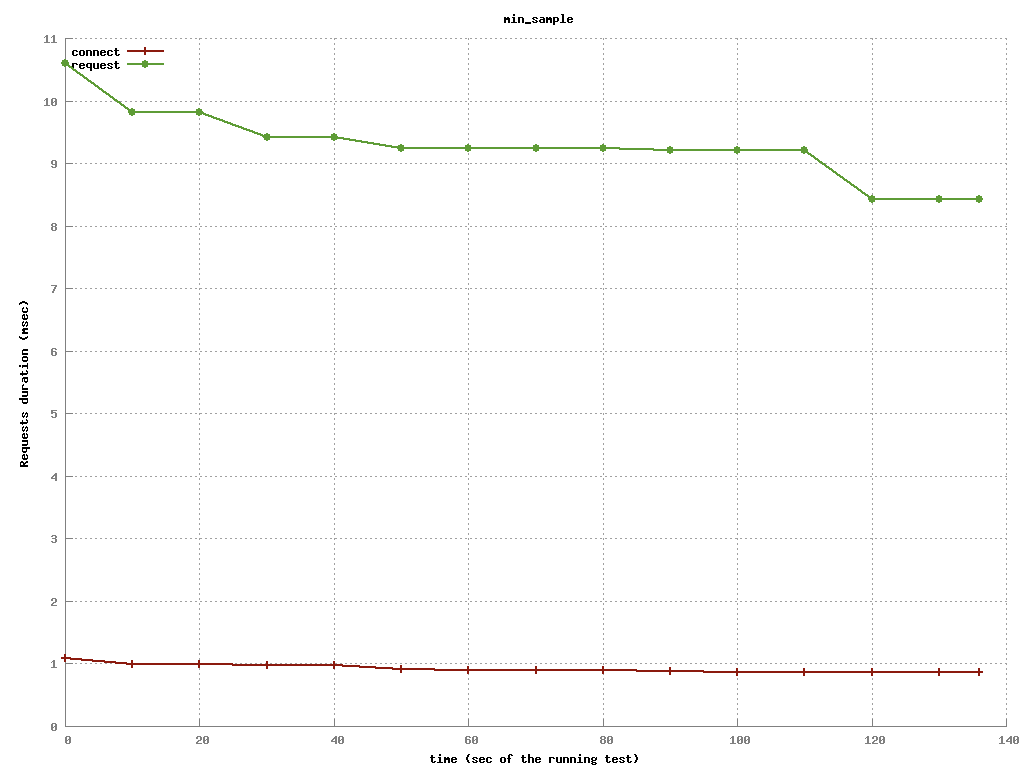 min_sample
connect
request
11
10
9
8
7
6
5
4
3
2
1
0
Requests duration (msec)
0 20 40 60 80 100 120 140
time (sec of the running test)